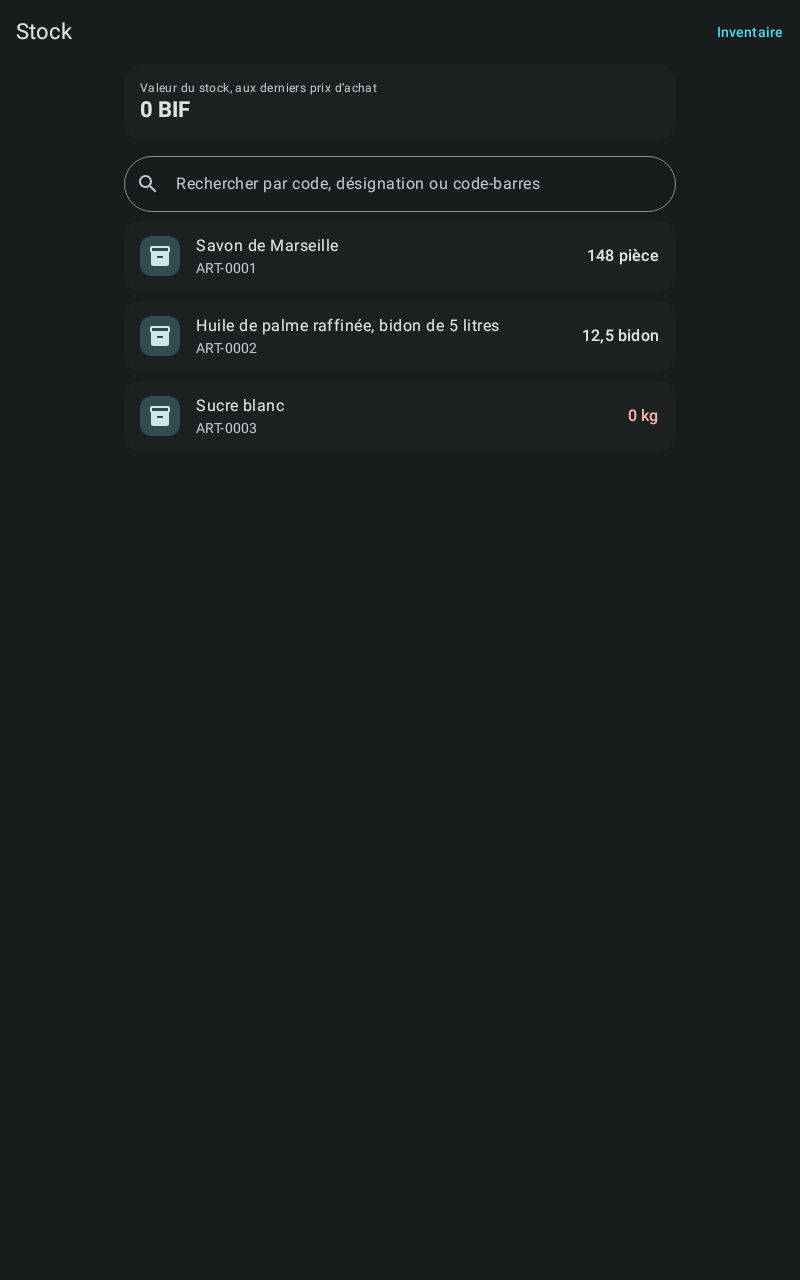 Stock
Inventaire
Valeur du stock, aux derniers prix d’achat
0 BIF
Rechercher par code, désignation ou code-barres
Savon de Marseille
ART-0001
148 pièce
Huile de palme raffinée, bidon de 5 litres
ART-0002
12,5 bidon
Sucre blanc
ART-0003
0 kg